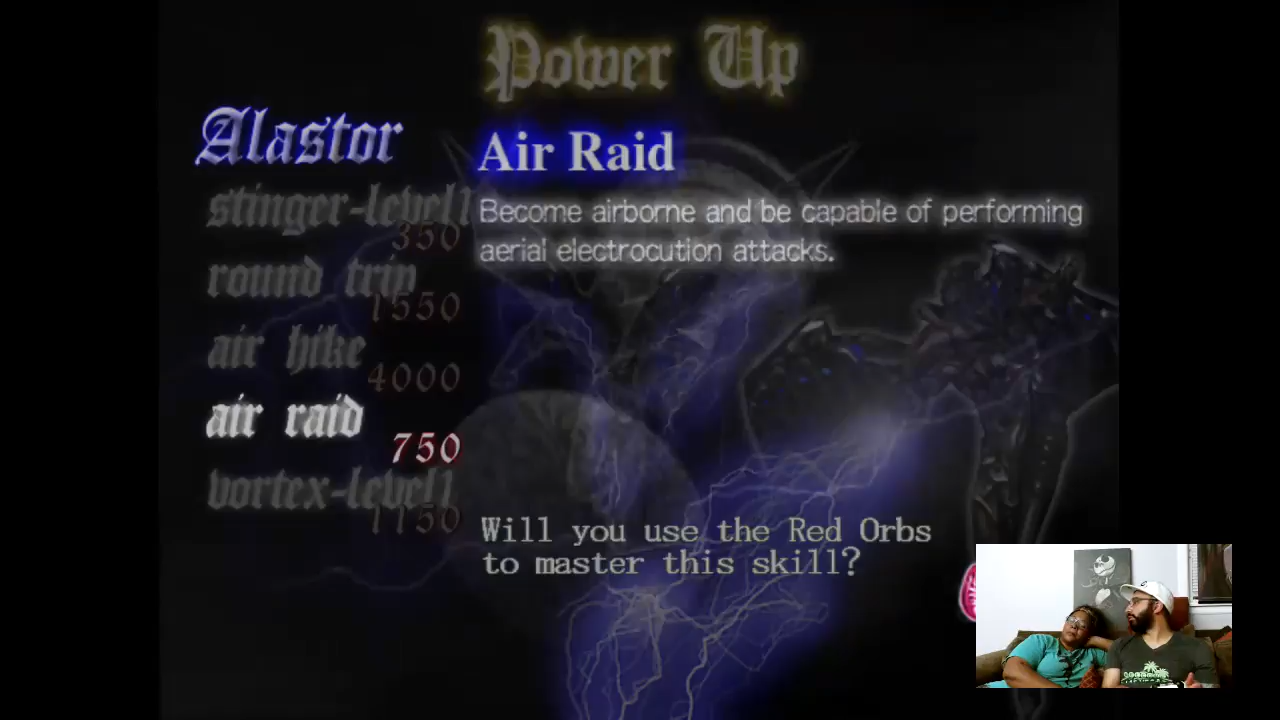 Power Up
Alastor
stinger-level1
350
round trip
1550
air hike
4000
air raid
750
vortex-level1
1150
Air Raid
Become airborne and be capable of performing
aerial electrocution attacks.
Will you use the Red Orbs
to master this skill?